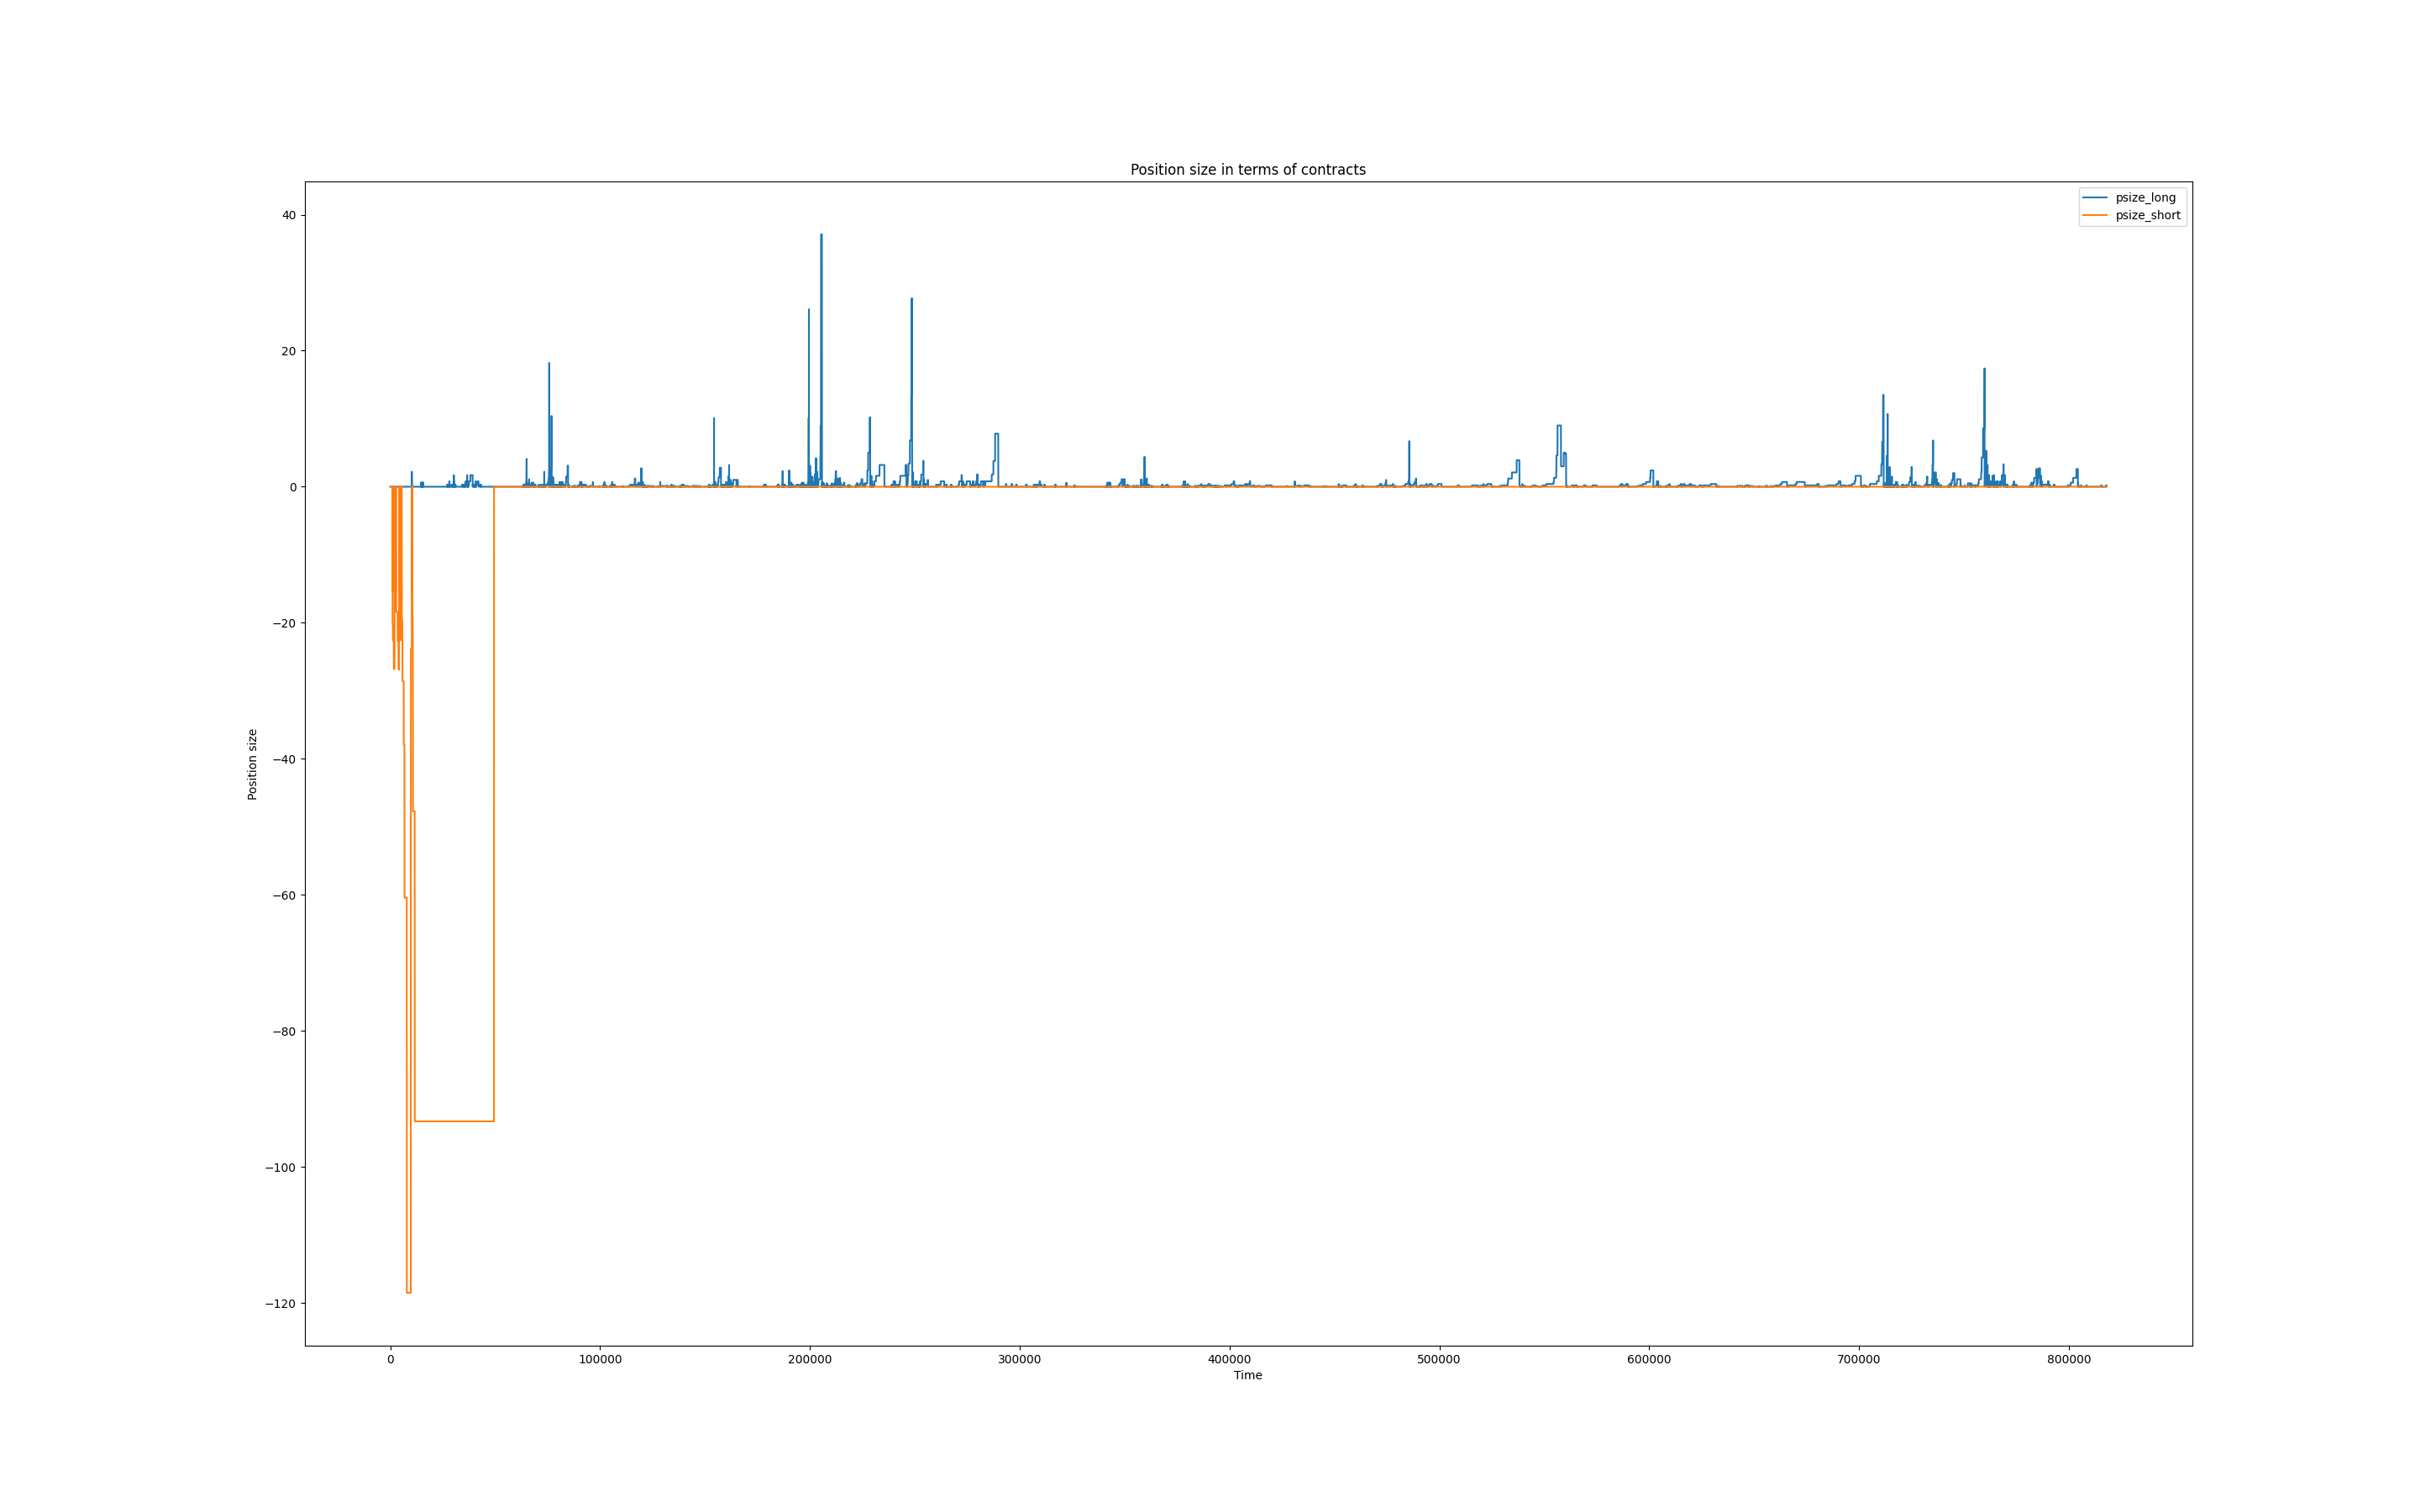 Position size in terms of contracts
psize_long
psize_short
40
20
0
−20
−40
−60
−80
−100
−120
Position size
0 100000 200000 300000 400000 500000 600000 700000 800000
Time